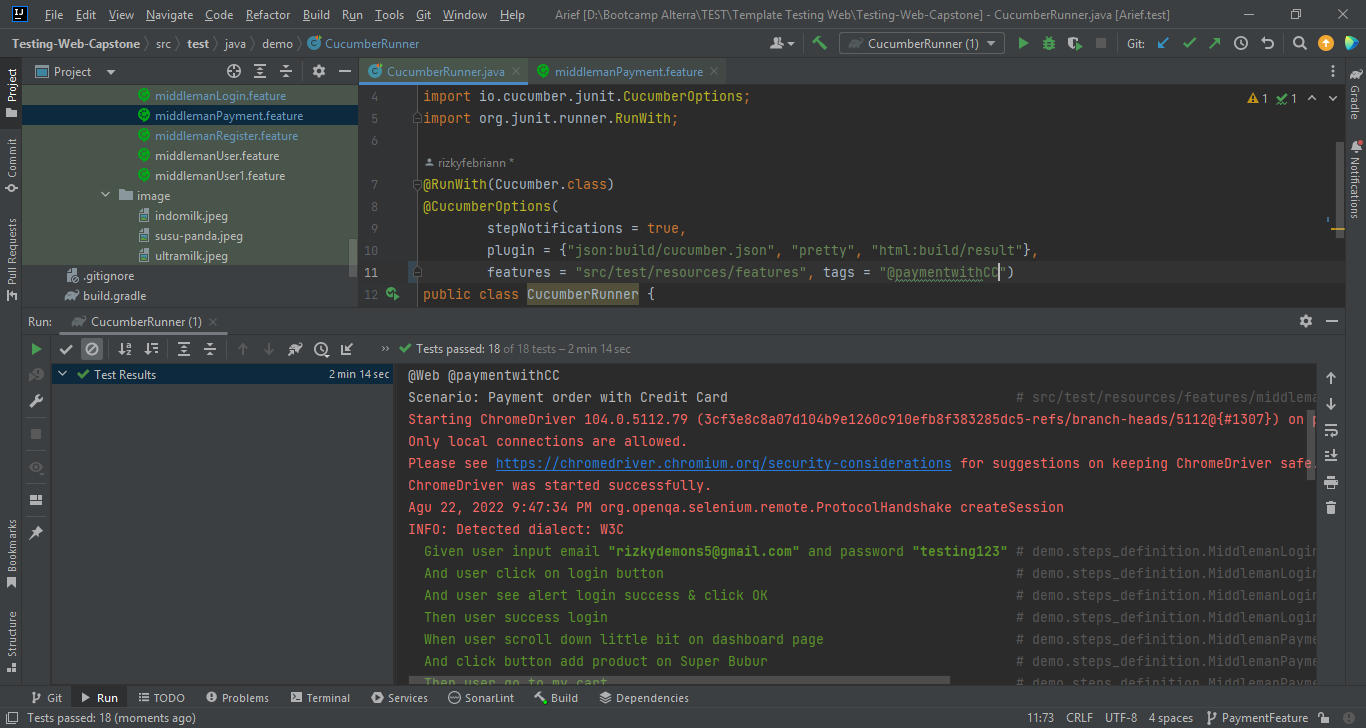 File Edit View Navigate Code Refactor Build Run Tools Git Window Help Arief [D:\Bootcamp Alterra\TEST\Template Testing Web\Testing-Web-Capstone] - CucumberRunner.java [Arief.test]
Testing-Web-Capstone src test java demo CucumberRunner CucumberRunner (1) Git:
Project CucumberRunner.java middlemanPayment.feature
middlemanLogin.feature
middlemanPayment.feature
middlemanRegister.feature
middlemanUser.feature
middlemanUser1.feature
image
indomilk.jpeg
susu-panda.jpeg
ultramilk.jpeg
.gitignore
build.gradle
4 import io.cucumber.junit.CucumberOptions; 1 1
5 import org.junit.runner.RunWith;
6
rizkyfebriann *
7 @RunWith(Cucumber.class)
8 @CucumberOptions(
9 stepNotifications = true,
10 plugin = {"json:build/cucumber.json", "pretty", "html:build/result"},
11 features = "src/test/resources/features", tags = "@paymentwithCC")
12 public class CucumberRunner {
Project
Commit
Pull Requests
Bookmarks
Structure
Gradle
Notifications
Run: CucumberRunner (1)
» Tests passed: 18 of 18 tests – 2 min 14 sec
Test Results 2 min 14 sec
@Web @paymentwithCC
Scenario: Payment order with Credit Card # src/test/resources/features/middlema
Starting ChromeDriver 104.0.5112.79 (3cf3e8c8a07d104b9e1260c910efb8f383285dc5-refs/branch-heads/5112@{#1307}) on p
Only local connections are allowed.
Please see https://chromedriver.chromium.org/security-considerations for suggestions on keeping ChromeDriver safe.
ChromeDriver was started successfully.
Agu 22, 2022 9:47:34 PM org.openqa.selenium.remote.ProtocolHandshake createSession
INFO: Detected dialect: W3C
Given user input email "rizkydemons5@gmail.com" and password "testing123" # demo.steps_definition.MiddlemanLogin
And user click on login button # demo.steps_definition.MiddlemanLogin
And user see alert login success & click OK # demo.steps_definition.MiddlemanLogin
Then user success login # demo.steps_definition.MiddlemanLogin
When user scroll down little bit on dashboard page # demo.steps_definition.MiddlemanPayme
And click button add product on Super Bubur # demo.steps_definition.MiddlemanPayme
Then user go to my cart # demo.steps_definition.MiddlemanPayme
Git Run TODO Problems Terminal Services SonarLint Build Dependencies
Tests passed: 18 (moments ago) 11:73 CRLF UTF-8 4 spaces PaymentFeature